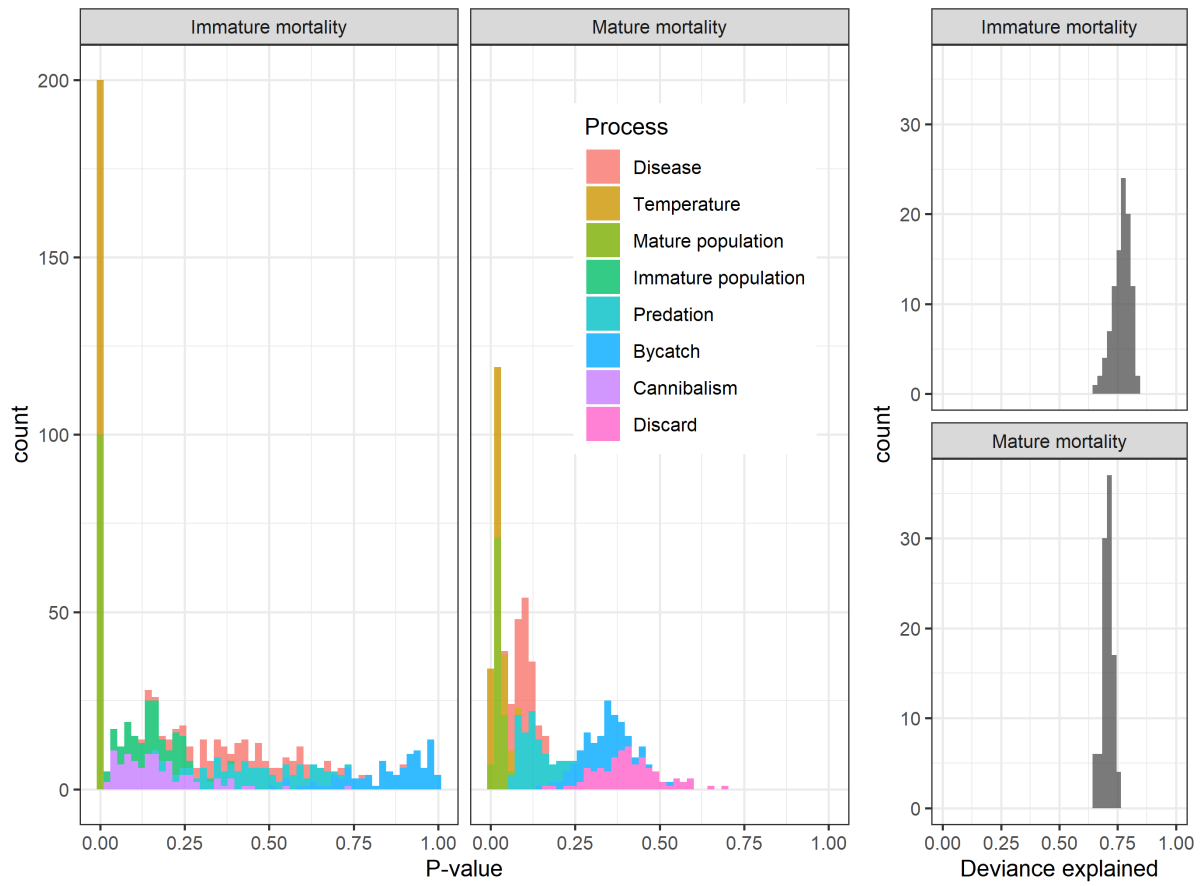 Immature mortality
Mature mortality
count
200
150
100
50
0
Process
Disease
Temperature
Mature population
Immature population
Predation
Bycatch
Cannibalism
Discard
0.00 0.25 0.50 0.75 1.00
0.00 0.25 0.50 0.75 1.00
P-value
Immature mortality
count
30
20
10
0
Mature mortality
30
20
10
0
0.00 0.25 0.50 0.75 1.00
Deviance explained